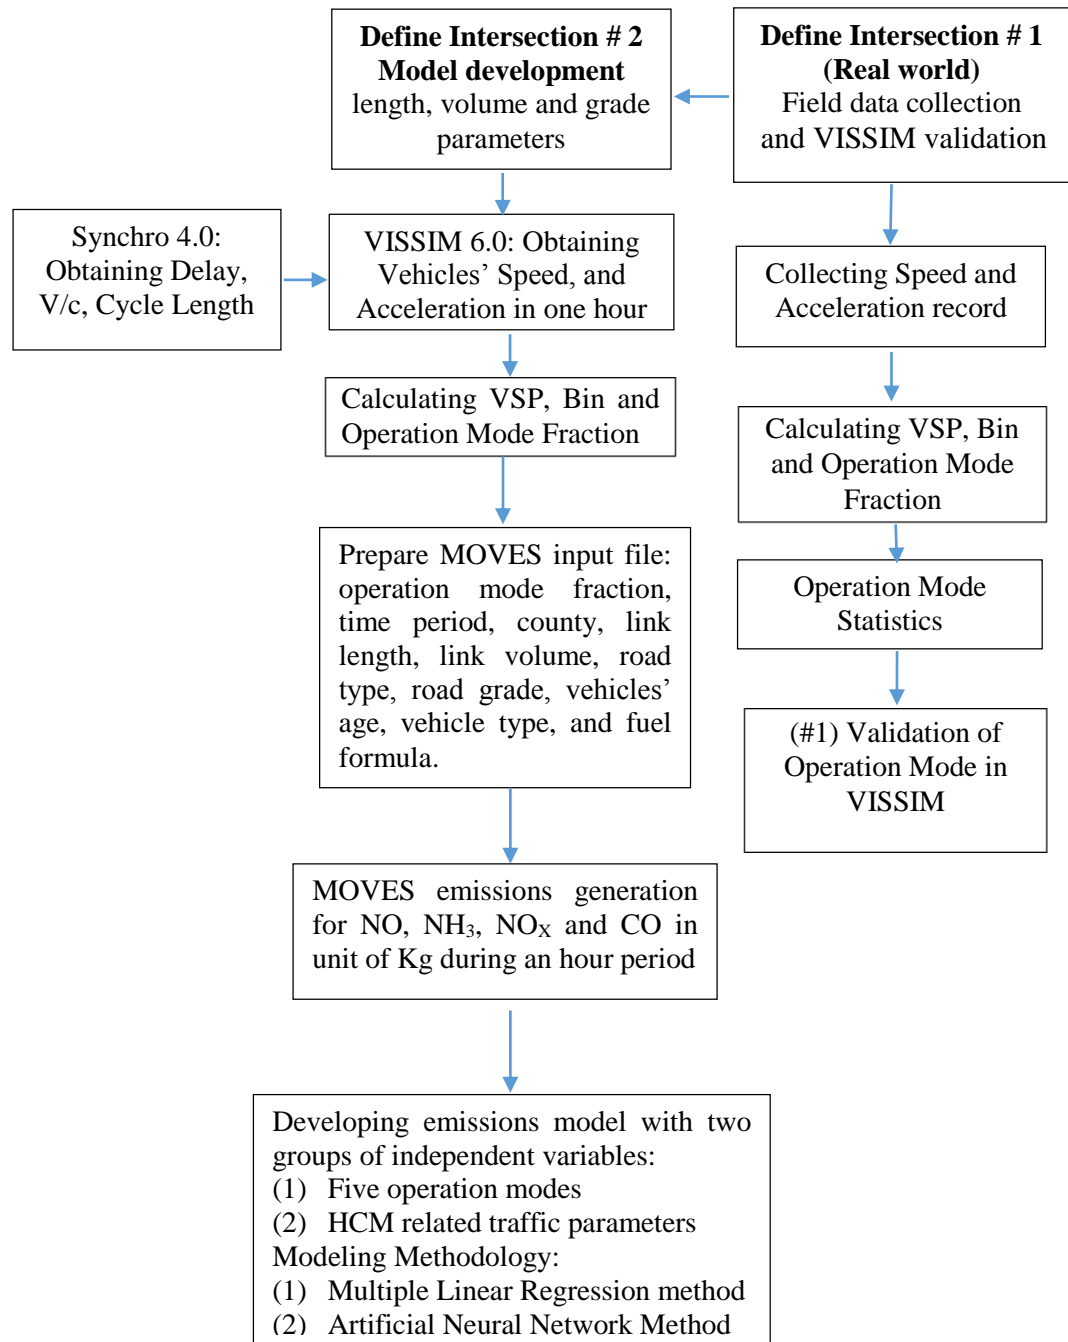 Define Intersection # 2
Model development
length, volume and grade
parameters
Define Intersection # 1
(Real world)
Field data collection
and VISSIM validation
Synchro 4.0:
Obtaining Delay,
V/c, Cycle Length
VISSIM 6.0: Obtaining
Vehicles’ Speed, and
Acceleration in one hour
Collecting Speed and
Acceleration record
Calculating VSP, Bin and
Operation Mode Fraction
Calculating VSP, Bin
and Operation Mode
Fraction
Prepare MOVES input file:
operation mode fraction,
time period, county, link
length, link volume, road
type, road grade, vehicles’
age, vehicle type, and fuel
formula.
Operation Mode
Statistics
(#1) Validation of
Operation Mode in
VISSIM
MOVES emissions generation
for NO, NH₃, NOₓ and CO in
unit of Kg during an hour period
Developing emissions model with two
groups of independent variables:
(1) Five operation modes
(2) HCM related traffic parameters
Modeling Methodology:
(1) Multiple Linear Regression method
(2) Artificial Neural Network Method